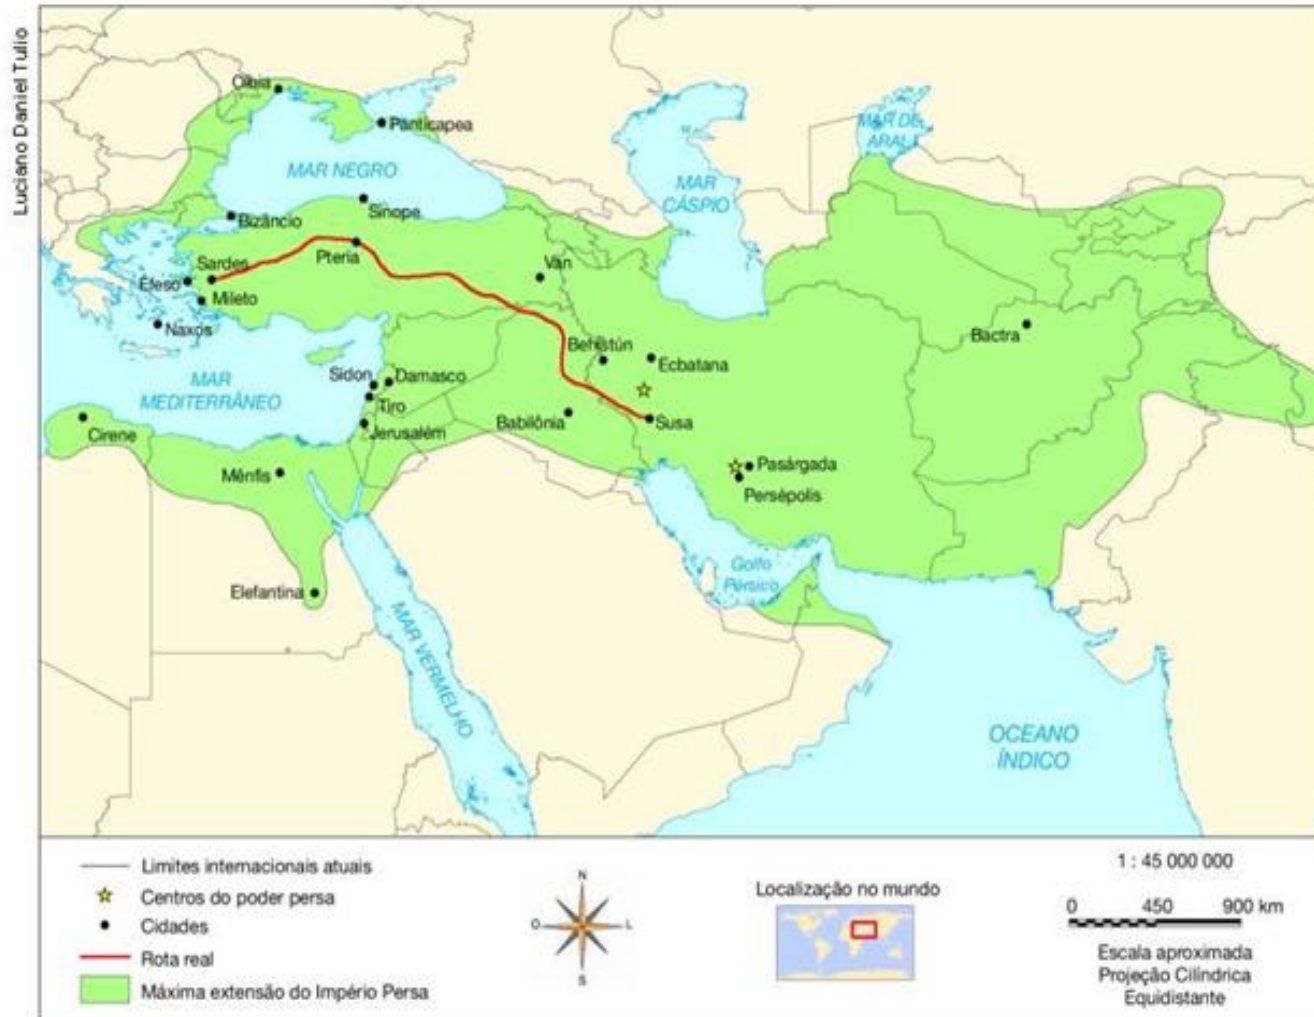 Luciano Daniel Tulio
Olbia
Panticapea
MAR DE
ARAL
MAR NEGRO
MAR
CÁSPIO
Sinope
Bizâncio
Pteria
Sardes
Van
Éfeso
Mileto
Naxos
Bactra
Behistún
Ecbatana
MAR
MEDITERRÂNEO
Sidon
Damasco
Tiro
Cirene
Jerusalém
Babilônia
Susa
Mênfis
Pasárgada
Persépolis
Golfo
Pérsico
Elefantina
MAR VERMELHO
OCEANO
ÍNDICO
Limites internacionais atuais
Centros do poder persa
Cidades
Rota real
Máxima extensão do Império Persa
N
O
L
S
Localização no mundo
1 : 45 000 000
0 450 900 km
Escala aproximada
Projeção Cilíndrica
Equidistante